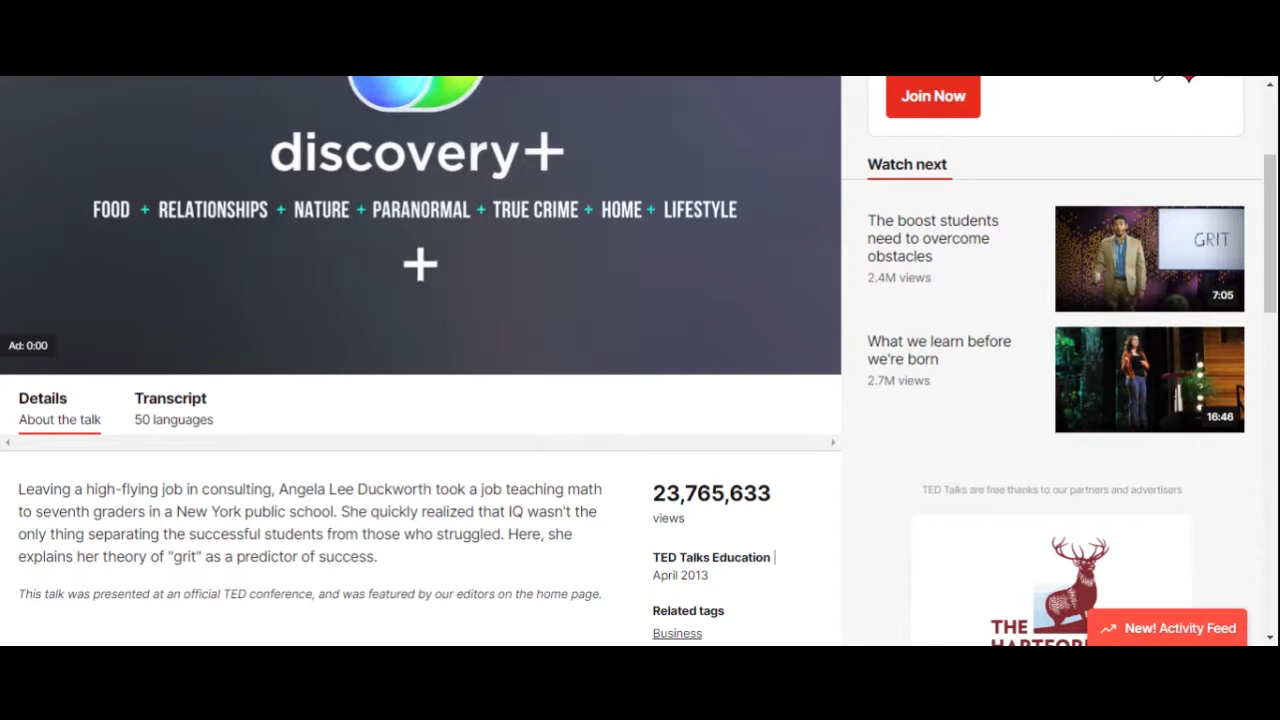 discovery+
FOOD + RELATIONSHIPS + NATURE + PARANORMAL + TRUE CRIME + HOME + LIFESTYLE
+
Ad: 0:00
Details
About the talk
Transcript
50 languages
Leaving a high-flying job in consulting, Angela Lee Duckworth took a job teaching math
to seventh graders in a New York public school. She quickly realized that IQ wasn't the
only thing separating the successful students from those who struggled. Here, she
explains her theory of "grit" as a predictor of success.
This talk was presented at an official TED conference, and was featured by our editors on the home page.
23,765,633
views
TED Talks Education |
April 2013
Related tags
Business
Join Now
Watch next
The boost students
need to overcome
obstacles
2.4M views
GRIT
7:05
What we learn before
we're born
2.7M views
16:46
TED Talks are free thanks to our partners and advertisers
THE
New! Activity Feed